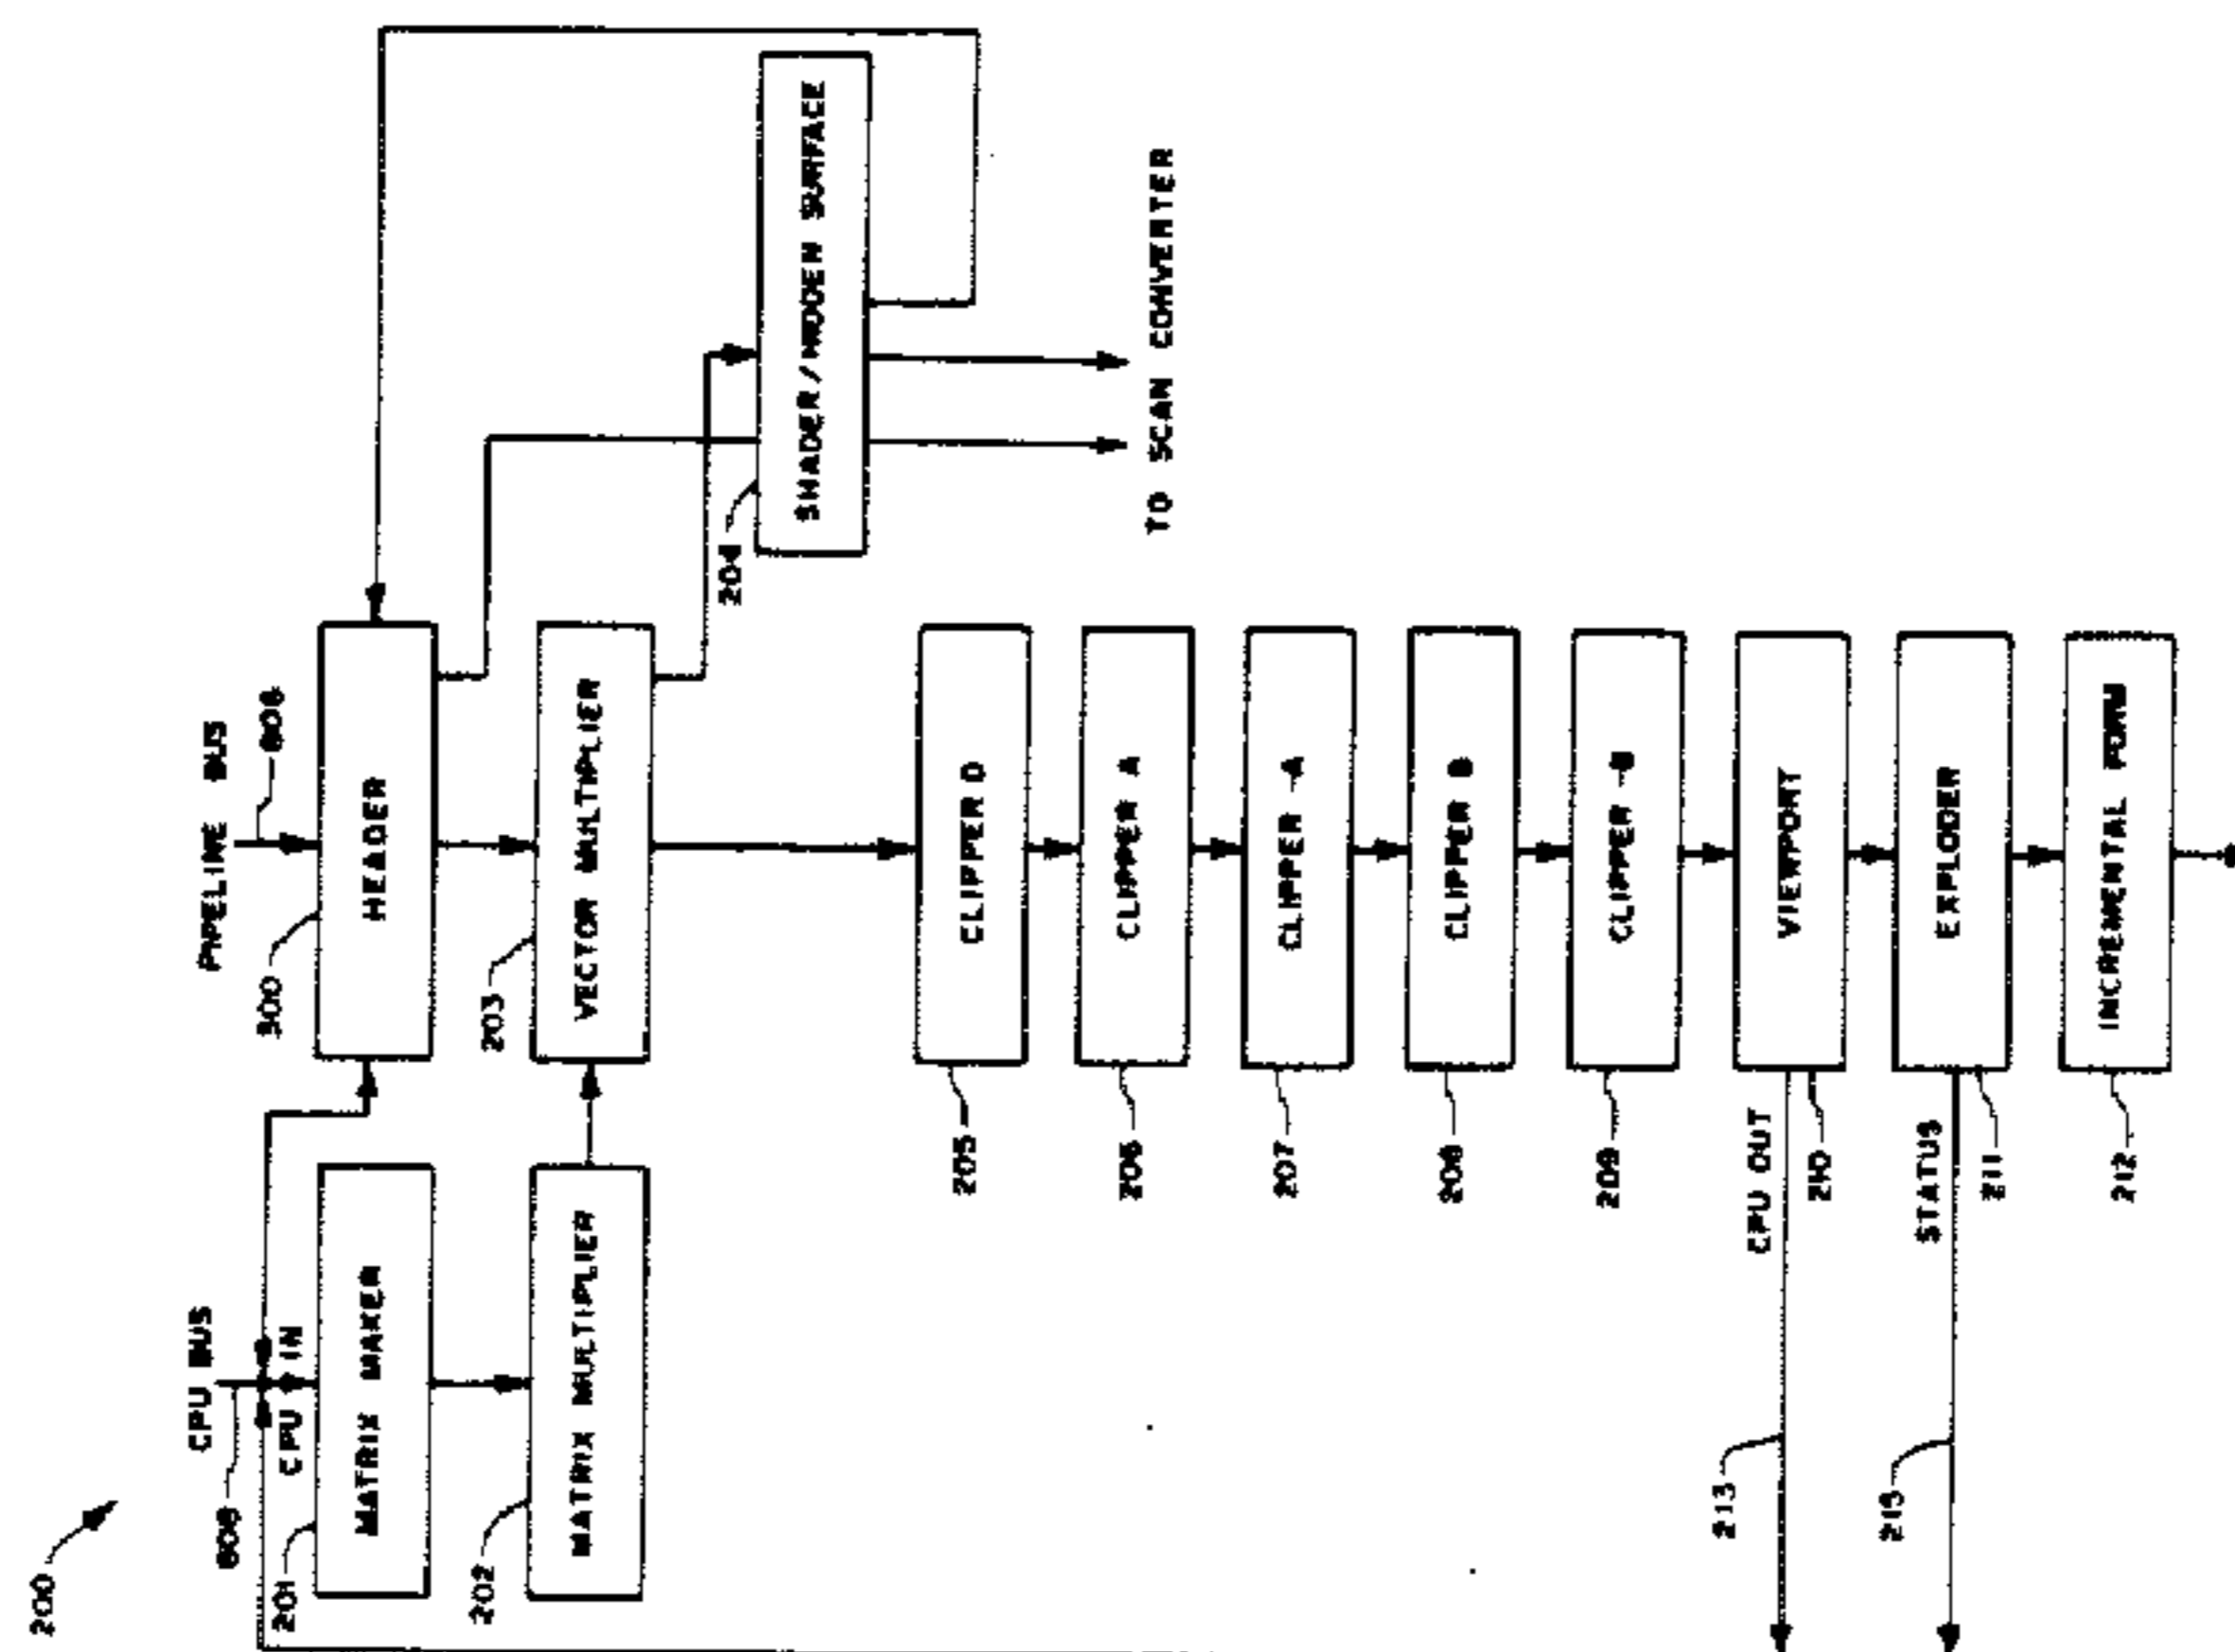 200
CPU BUS
CPU IN
201
MATRIX MAKER
202
MATRIX MULTIPLIER
PIPELINE BUS
300
HEADER
203
VECTOR MULTIPLIER
204
SHADER/HIDDEN SURFACE
TO SCAN CONVERTER
205
CLIPPER D
206
CLIPPER A
207
CLIPPER -A
208
CLIPPER B
209
CLIPPER -B
CPU OUT
210
VIEWPORT
213
STATUS
211
EXPLODER
215
212
INCREMENTAL FORM